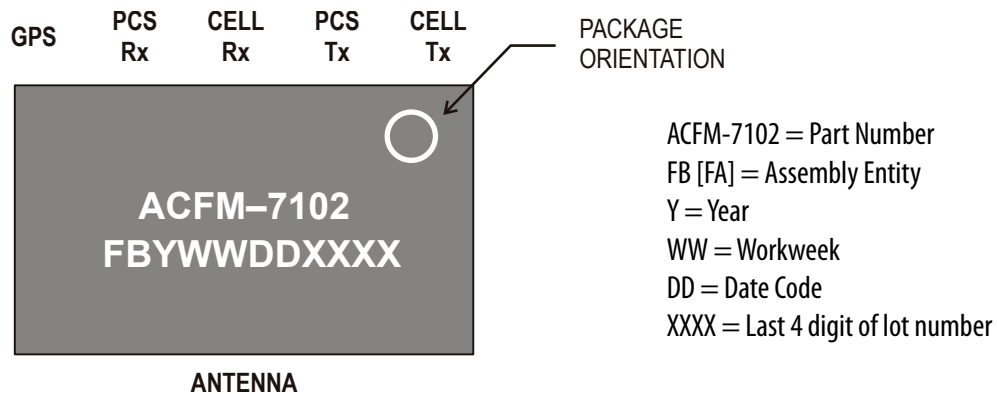 GPS
PCS
Rx
CELL
Rx
PCS
Tx
CELL
Tx
PACKAGE
ORIENTATION
ACFM–7102
FBYWWDDXXXX
ANTENNA
ACFM-7102 = Part Number
FB [FA] = Assembly Entity
Y = Year
WW = Workweek
DD = Date Code
XXXX = Last 4 digit of lot number